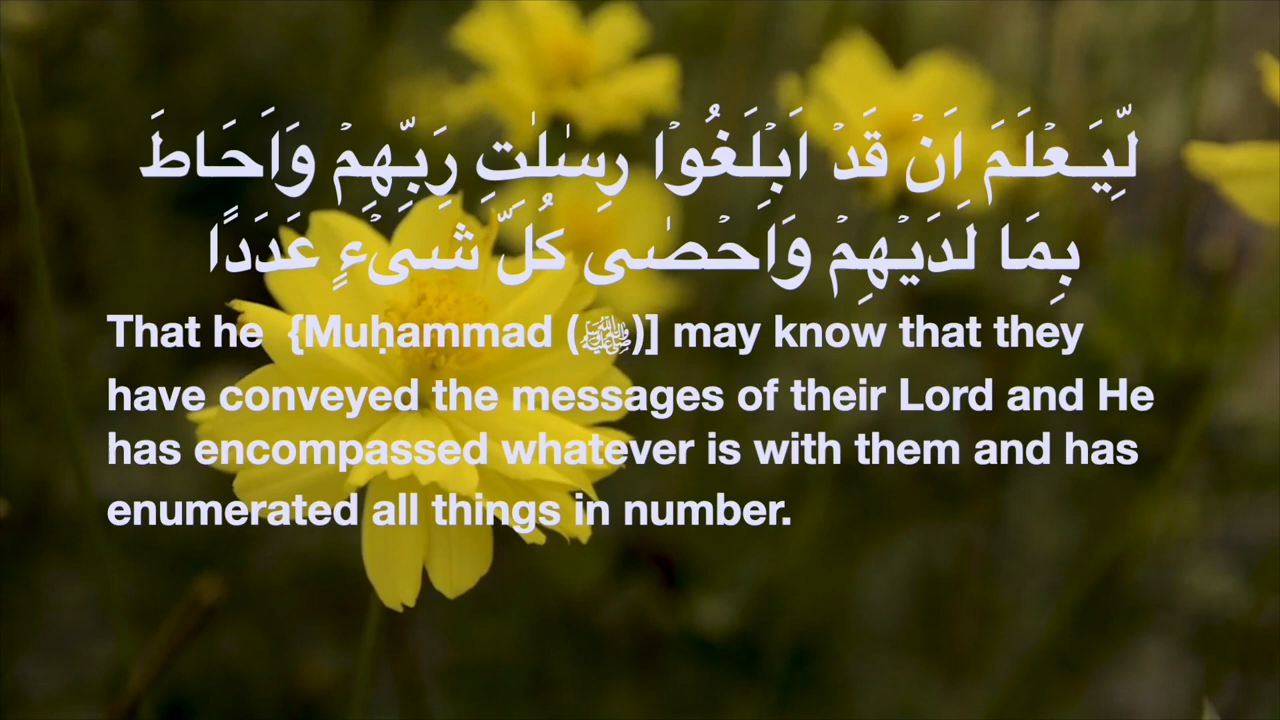 لِّيَـعۡلَمَ اَنۡ قَدۡ اَبۡلَغُوۡا رِسٰلٰتِ رَبِّهِمۡ وَاَحَاطَ
بِمَا لَدَيۡهِمۡ وَاَحۡصٰى كُلَّ شَىۡءٍ عَدَدًا
That he {Muḥammad (ﷺ)] may know that they
have conveyed the messages of their Lord and He
has encompassed whatever is with them and has
enumerated all things in number.